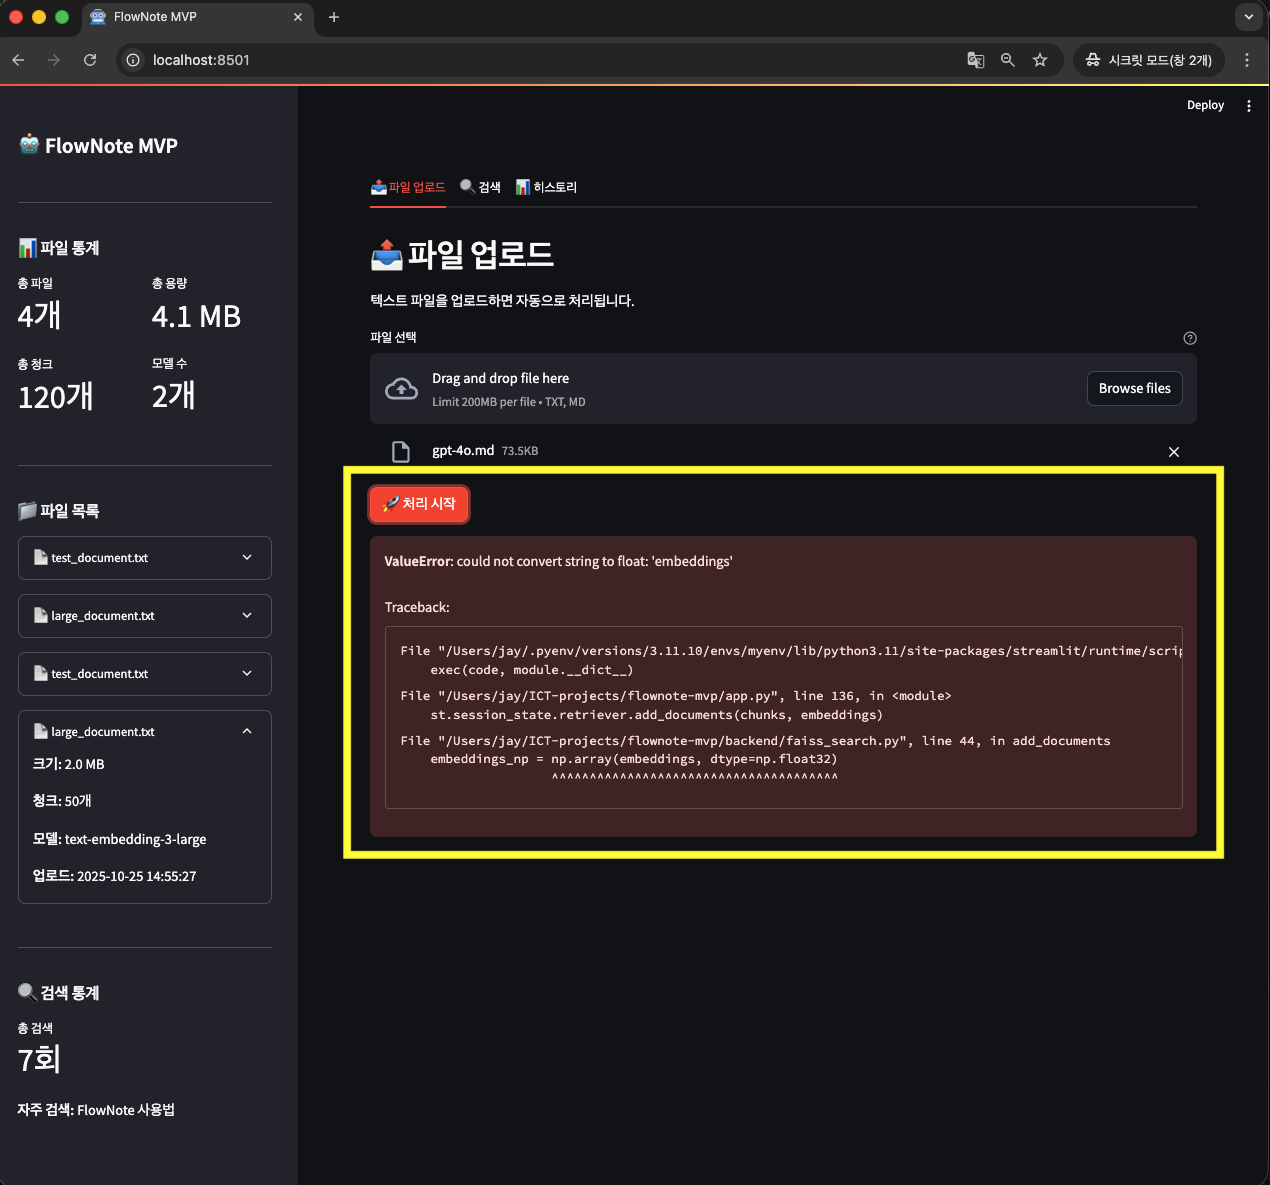 FlowNote MVP
localhost:8501
시크릿 모드(창 2개)
Deploy
FlowNote MVP
파일 통계
총 파일
4개
총 용량
4.1 MB
총 청크
120개
모델 수
2개
파일 목록
test_document.txt
large_document.txt
test_document.txt
large_document.txt
크기: 2.0 MB
청크: 50개
모델: text-embedding-3-large
업로드: 2025-10-25 14:55:27
검색 통계
총 검색
7회
자주 검색: FlowNote 사용법
파일 업로드 검색 히스토리
파일 업로드
텍스트 파일을 업로드하면 자동으로 처리됩니다.
파일 선택
Drag and drop file here
Limit 200MB per file • TXT, MD
Browse files
gpt-4o.md 73.5KB
처리 시작
ValueError: could not convert string to float: 'embeddings'
Traceback:
File "/Users/jay/.pyenv/versions/3.11.10/envs/myenv/lib/python3.11/site-packages/streamlit/runtime/scrip
exec(code, module.__dict__)
File "/Users/jay/ICT-projects/flownote-mvp/app.py", line 136, in <module>
st.session_state.retriever.add_documents(chunks, embeddings)
File "/Users/jay/ICT-projects/flownote-mvp/backend/faiss_search.py", line 44, in add_documents
embeddings_np = np.array(embeddings, dtype=np.float32)
^^^^^^^^^^^^^^^^^^^^^^^^^^^^^^^^^^^^^^